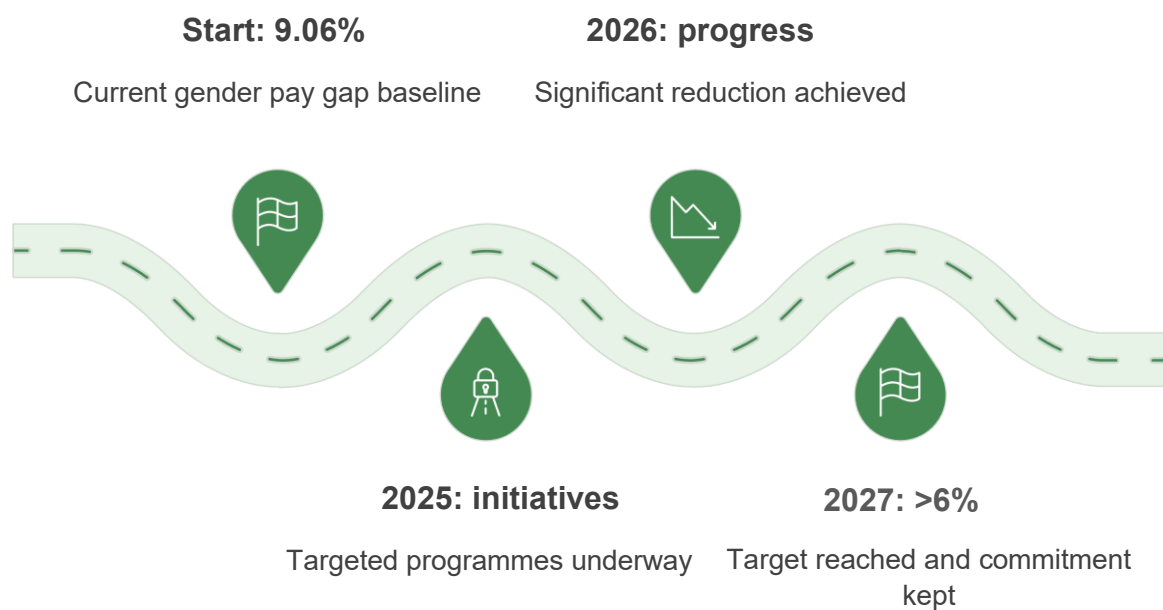 Start: 9.06%
Current gender pay gap baseline
2026: progress
Significant reduction achieved
2025: initiatives
Targeted programmes underway
2027: >6%
Target reached and commitment
kept